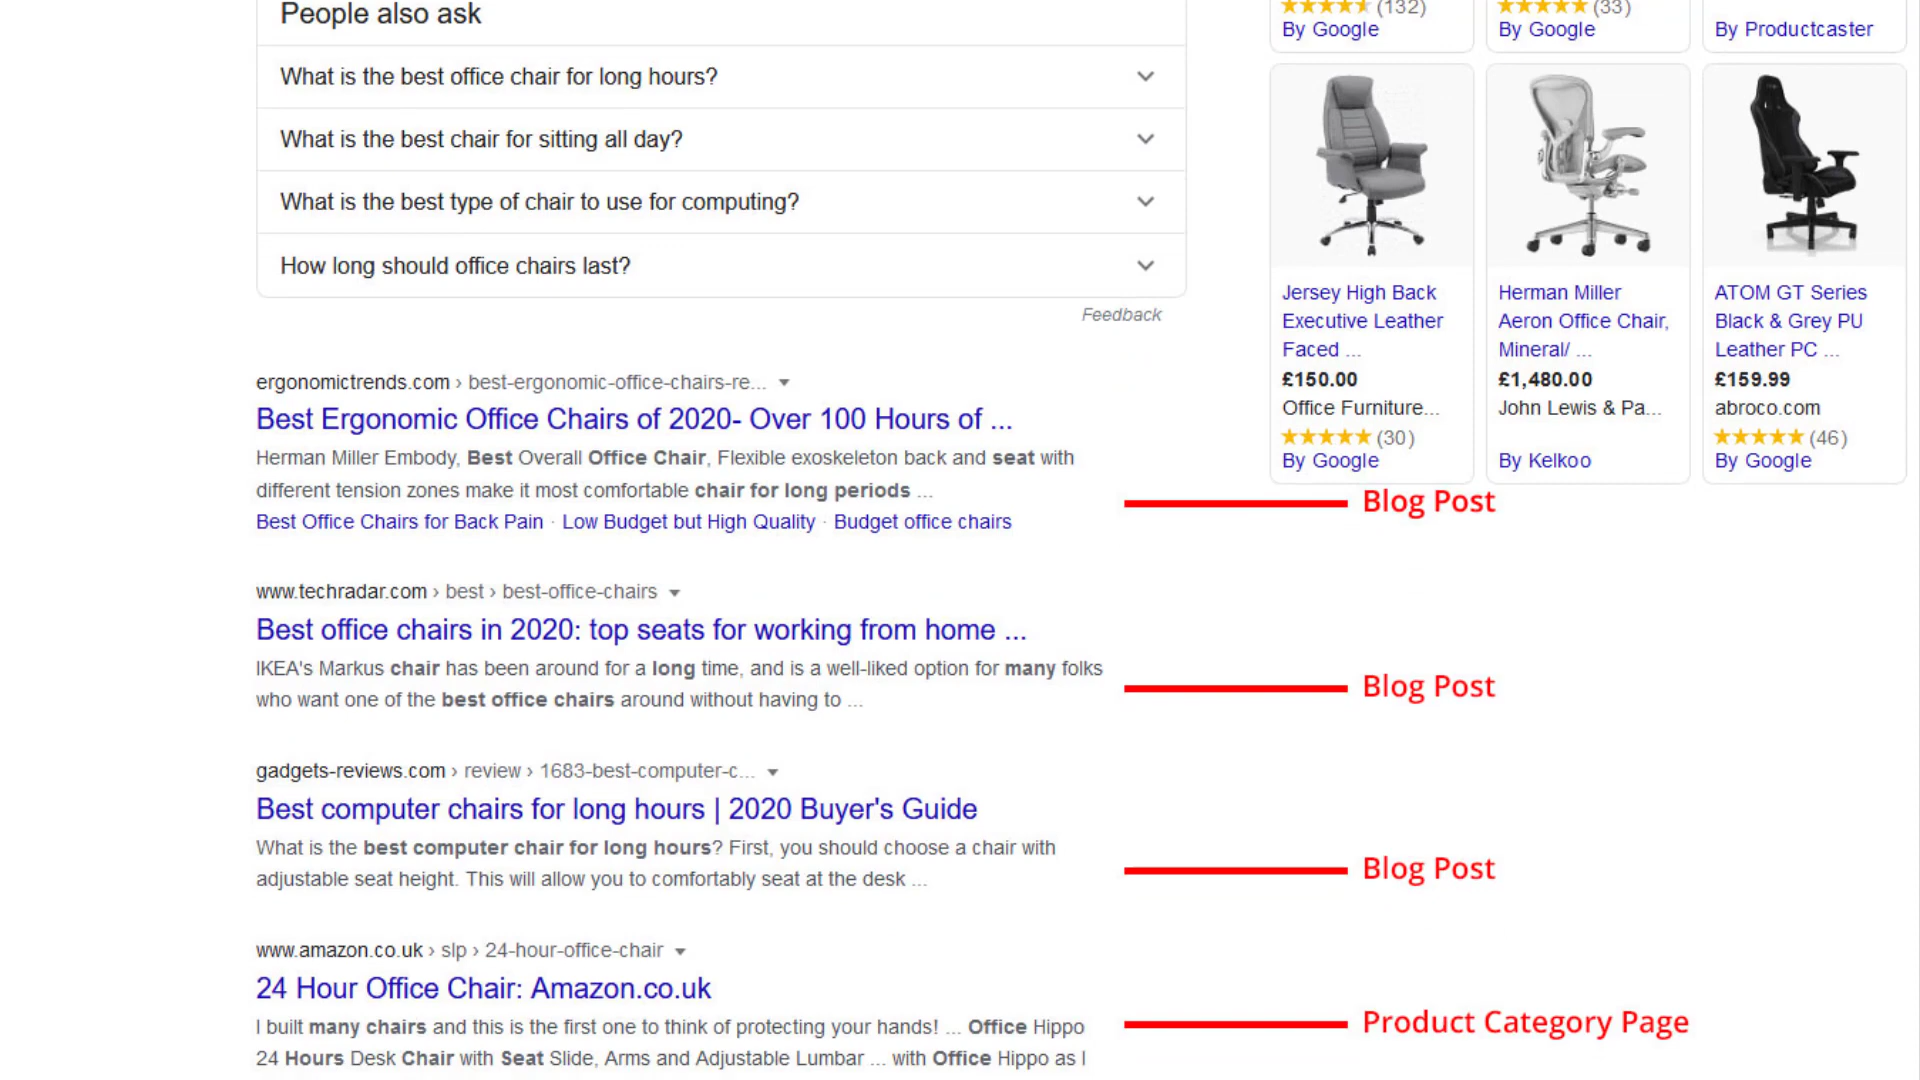 People also ask
What is the best office chair for long hours?
What is the best chair for sitting all day?
What is the best type of chair to use for computing?
How long should office chairs last?
Feedback
ergonomictrends.com › best-ergonomic-office-chairs-re...
Best Ergonomic Office Chairs of 2020- Over 100 Hours of ...
Herman Miller Embody, Best Overall Office Chair, Flexible exoskeleton back and seat with
different tension zones make it most comfortable chair for long periods ...
Best Office Chairs for Back Pain · Low Budget but High Quality · Budget office chairs
Blog Post
www.techradar.com › best › best-office-chairs
Best office chairs in 2020: top seats for working from home ...
IKEA's Markus chair has been around for a long time, and is a well-liked option for many folks
who want one of the best office chairs around without having to ...
Blog Post
gadgets-reviews.com › review › 1683-best-computer-c...
Best computer chairs for long hours | 2020 Buyer's Guide
What is the best computer chair for long hours? First, you should choose a chair with
adjustable seat height. This will allow you to comfortably seat at the desk ...
Blog Post
www.amazon.co.uk › slp › 24-hour-office-chair
24 Hour Office Chair: Amazon.co.uk
I built many chairs and this is the first one to think of protecting your hands! ... Office Hippo
24 Hours Desk Chair with Seat Slide, Arms and Adjustable Lumbar ... with Office Hippo as I
Product Category Page
(132)
By Google
(33)
By Google
By Productcaster
Jersey High Back
Executive Leather
Faced ...
£150.00
Office Furniture...
(30)
By Google
Herman Miller
Aeron Office Chair,
Mineral/ ...
£1,480.00
John Lewis & Pa...
By Kelkoo
ATOM GT Series
Black & Grey PU
Leather PC ...
£159.99
abroco.com
(46)
By Google